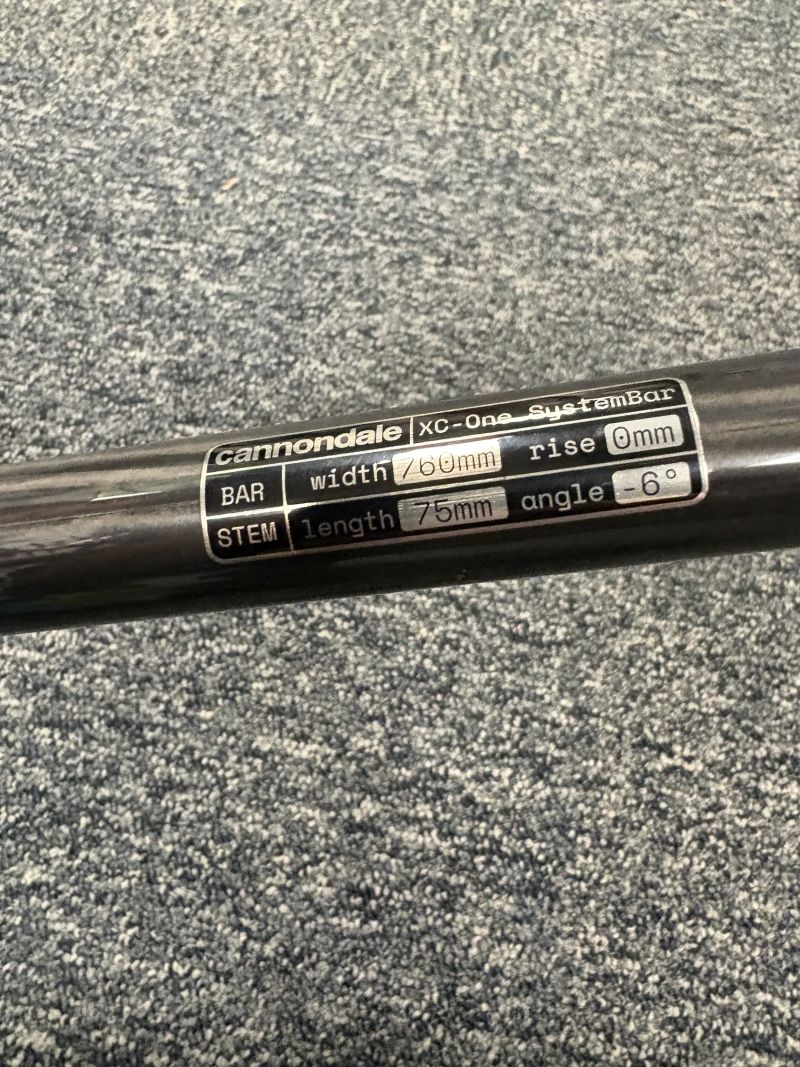 cannondale XC-One SystemBar
BAR width 760mm rise 0mm
STEM length 75mm angle -6°